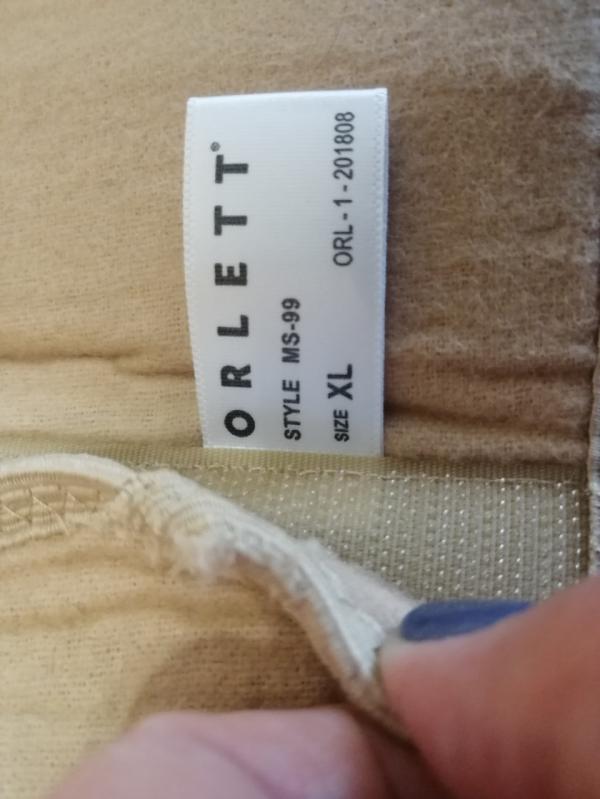 ORLETT®
STYLE MS-99
SIZE XL ORL-1-201808